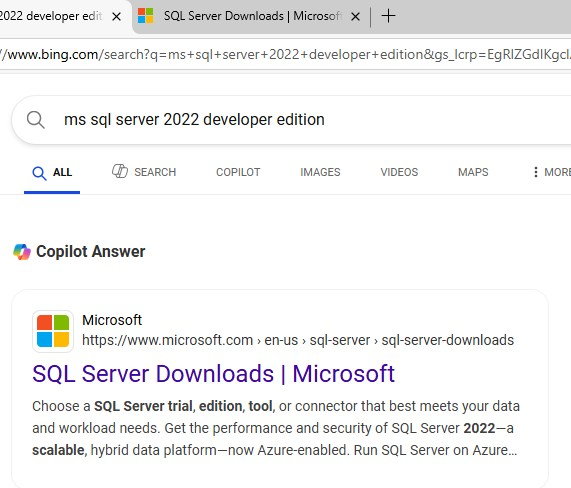 2022 developer edit
SQL Server Downloads | Microsoft
//www.bing.com/search?q=ms+sql+server+2022+developer+edition&gs_lcrp=EgRlZGdlKgcI
ms sql server 2022 developer edition
ALL SEARCH COPILOT IMAGES VIDEOS MAPS MORE
Copilot Answer
Microsoft
https://www.microsoft.com › en-us › sql-server › sql-server-downloads
SQL Server Downloads | Microsoft
Choose a SQL Server trial, edition, tool, or connector that best meets your data
and workload needs. Get the performance and security of SQL Server 2022—a
scalable, hybrid data platform—now Azure-enabled. Run SQL Server on Azure…